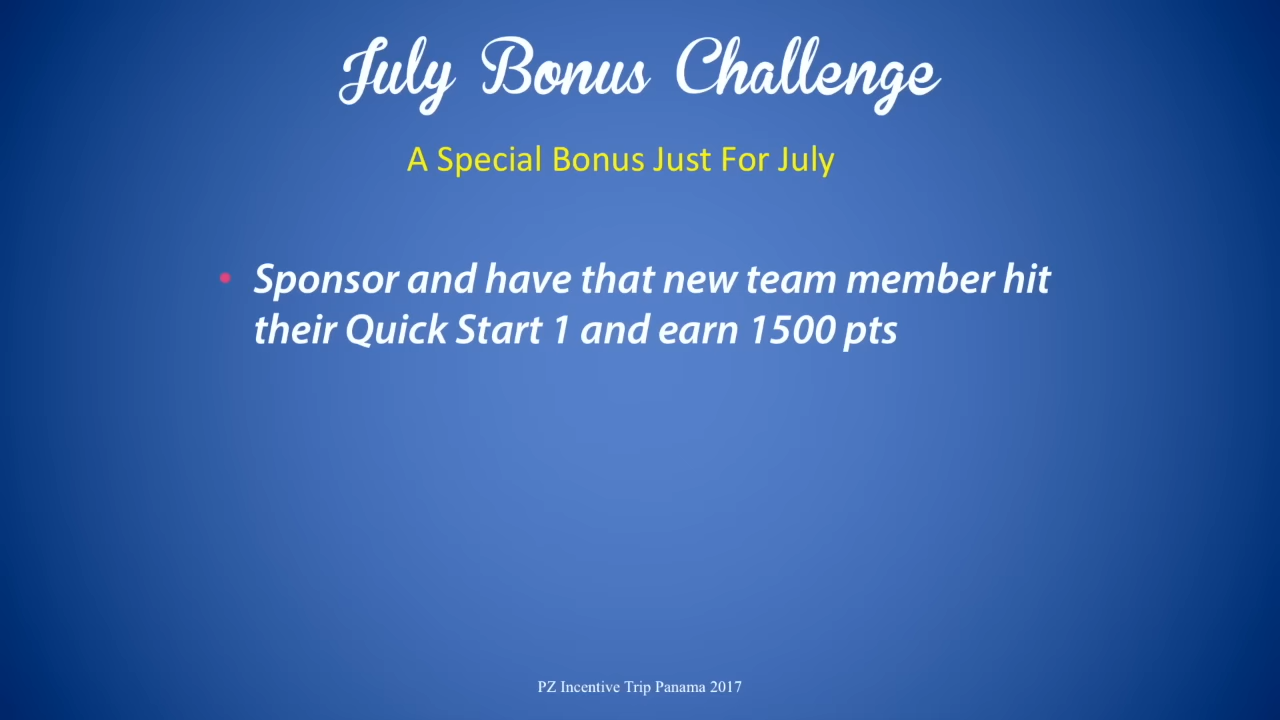 July Bonus Challenge
A Special Bonus Just For July
• Sponsor and have that new team member hit
their Quick Start 1 and earn 1500 pts
PZ Incentive Trip Panama 2017